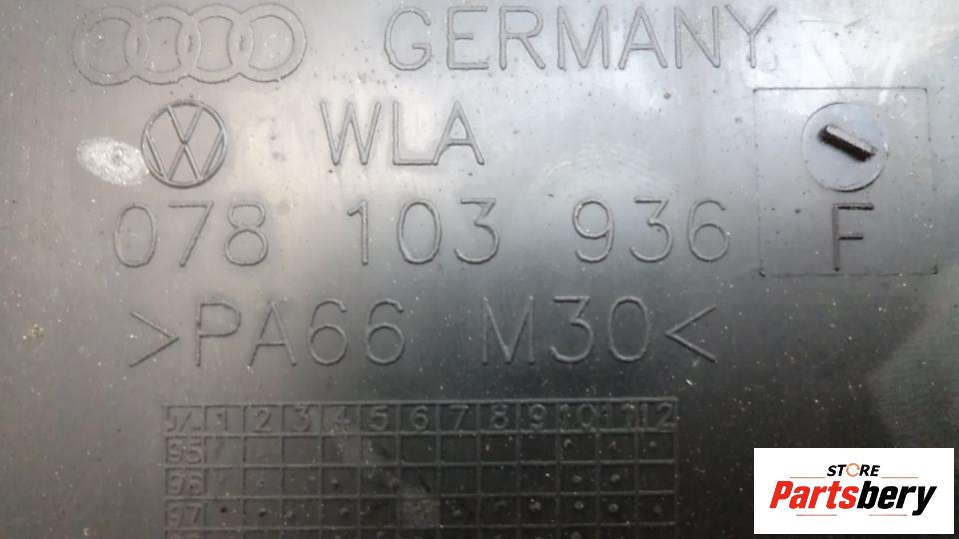 GERMANY
WLA
078 103 936 F
>PA66 M30<
JA 1 2 3 4 5 6 7 8 9 10 11 12
95
96
97
STORE
Partsbery